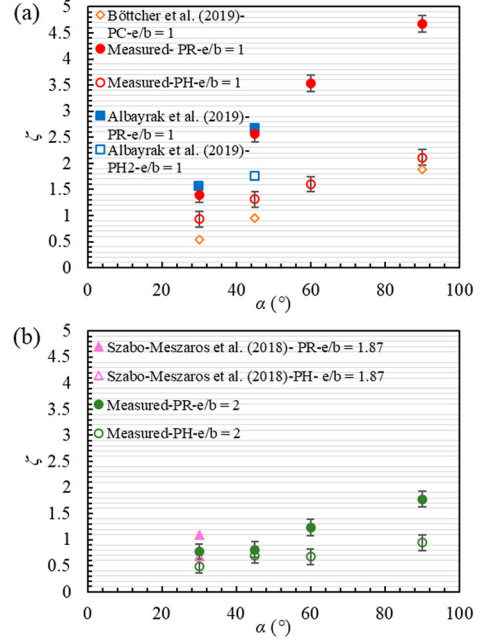 (a)
5
4.5
4
3.5
3
2.5
2
1.5
1
0.5
0
ζ
Böttcher et al. (2019)-
PC-e/b = 1
Measured- PR-e/b = 1
Measured-PH-e/b = 1
Albayrak et al. (2019)-
PR-e/b = 1
Albayrak et al. (2019)-
PH2-e/b = 1
0 20 40 60 80 100
α (°)
(b)
5
4.5
4
3.5
3
2.5
2
1.5
1
0.5
0
ζ
Szabo-Meszaros et al. (2018)- PR-e/b = 1.87
Szabo-Meszaros et al. (2018)-PH- e/b = 1.87
Measured-PR-e/b = 2
Measured-PH-e/b = 2
0 20 40 60 80 100
α (°)